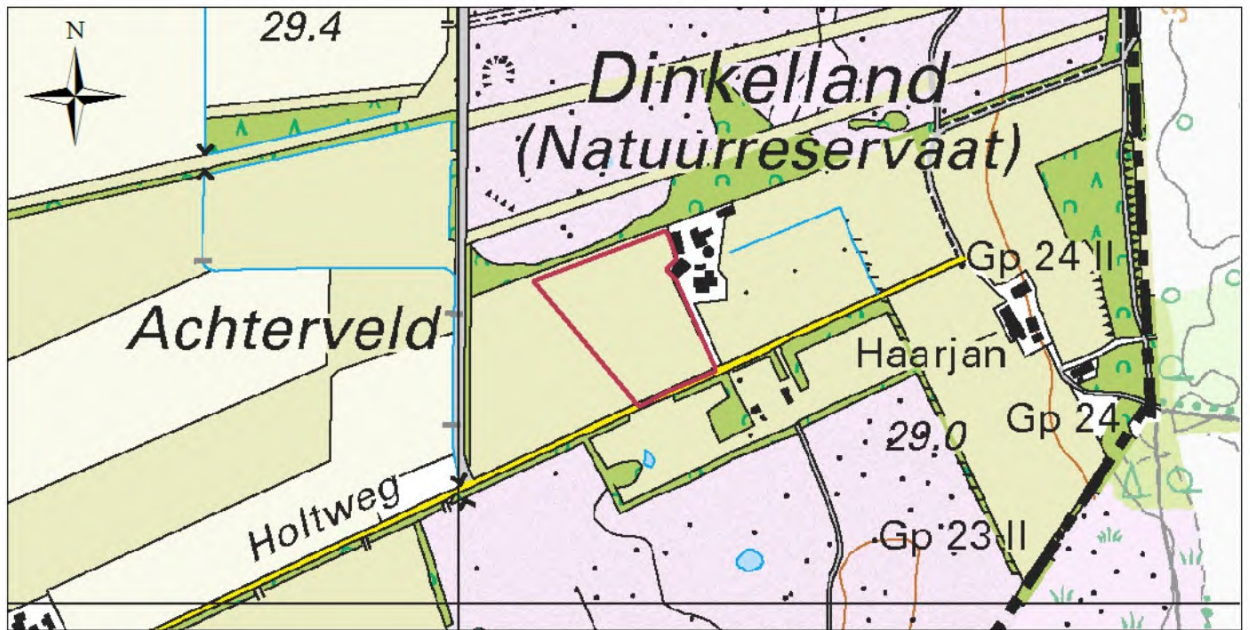 29.4
N
Dinkelland
(Natuurreservaat)
Gp 24 II
Achterveld
Haarjan
Gp 24
29.0
Holtweg
Gp 23 II